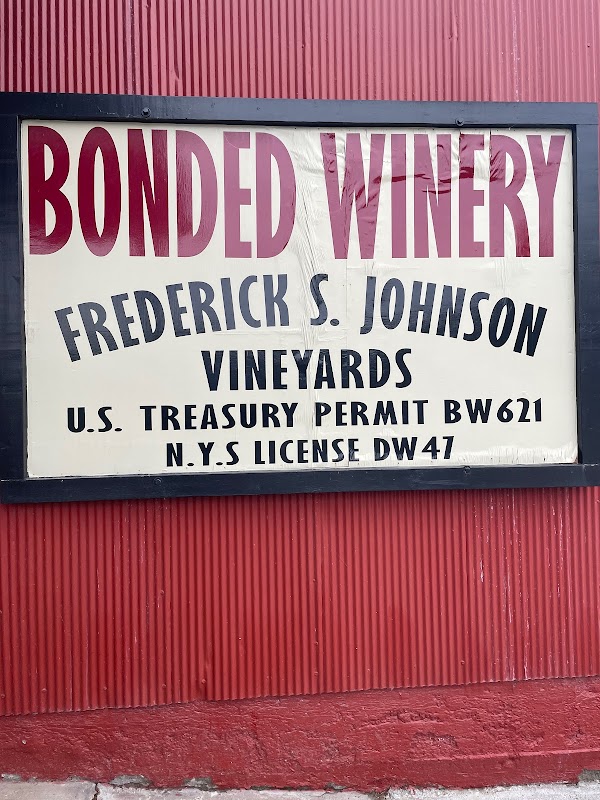 BONDED WINERY
FREDERICK S. JOHNSON
VINEYARDS
U.S. TREASURY PERMIT BW621
N.Y.S LICENSE DW47